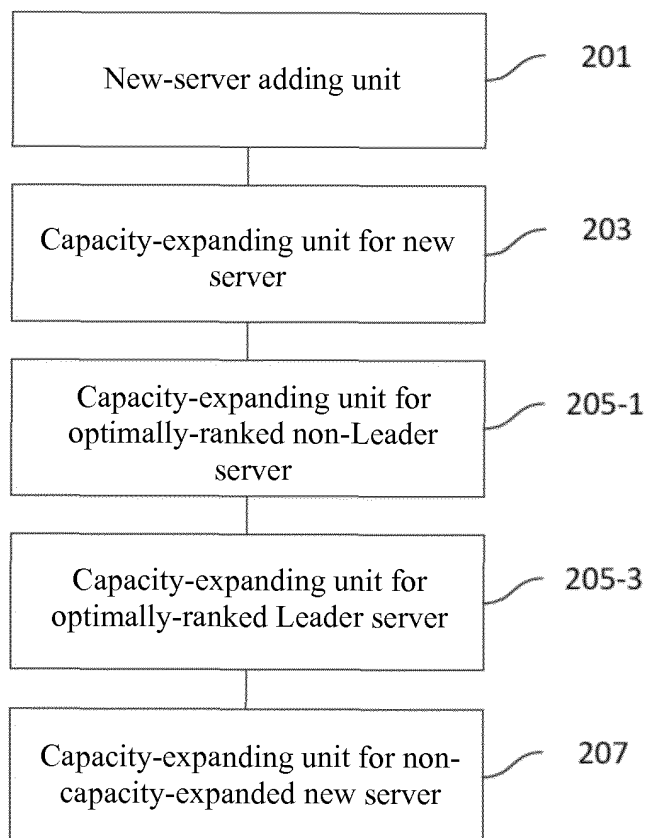 New-server adding unit
201
Capacity-expanding unit for new
server
203
Capacity-expanding unit for
optimally-ranked non-Leader
server
205-1
Capacity-expanding unit for
optimally-ranked Leader server
205-3
Capacity-expanding unit for non-
capacity-expanded new server
207